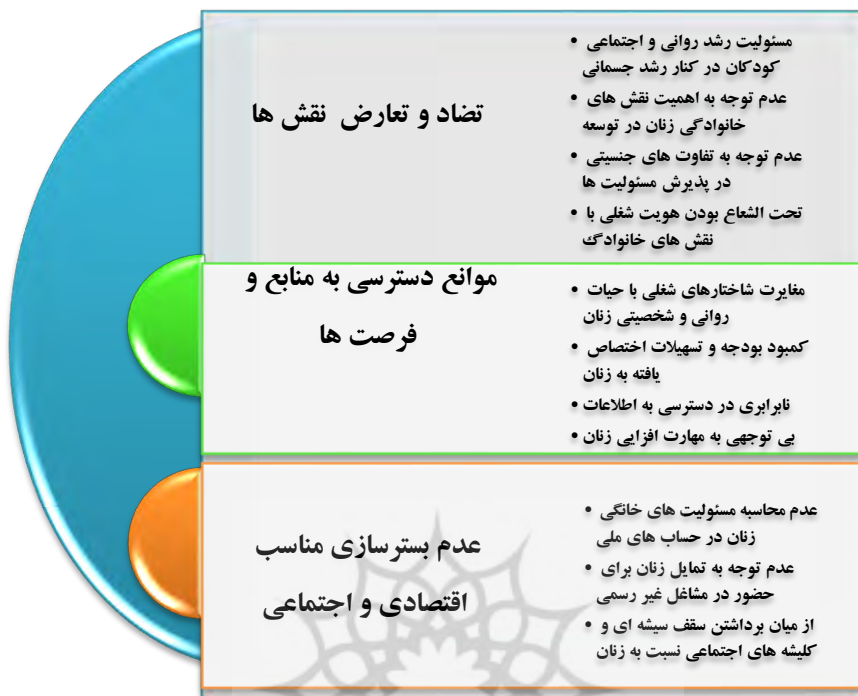 تضاد و تعارض نقش ها
• مسئولیت رشد روانی و اجتماعی
کودکان در کنار رشد جسمانی
• عدم توجه به اهمیت نقش های
خانوادگی زنان در توسعه
• عدم توجه به تفاوت های جنسیتی
در پذیرش مسئولیت ها
• تحت الشعاع بودن هویت شغلی با
نقش های خانوادگ
موانع دسترسی به منابع و
فرصت ها
• مغایرت شاختارهای شغلی با حیات
روانی و شخصیتی زنان
• کمبود بودجه و تسهیلات اختصاص
یافته به زنان
• نابرابری در دسترسی به اطلاعات
• بی توجهی به مهارت افزایی زنان
عدم بسترسازی مناسب
اقتصادی و اجتماعی
• عدم محاسبه مسئولیت های خانگی
زنان در حساب های ملی
• عدم توجه به تمایل زنان برای
حضور در مشاغل غیر رسمی
• از میان برداشتن سقف سیشه ای و
کلیشه های اجتماعی نسبت به زنان